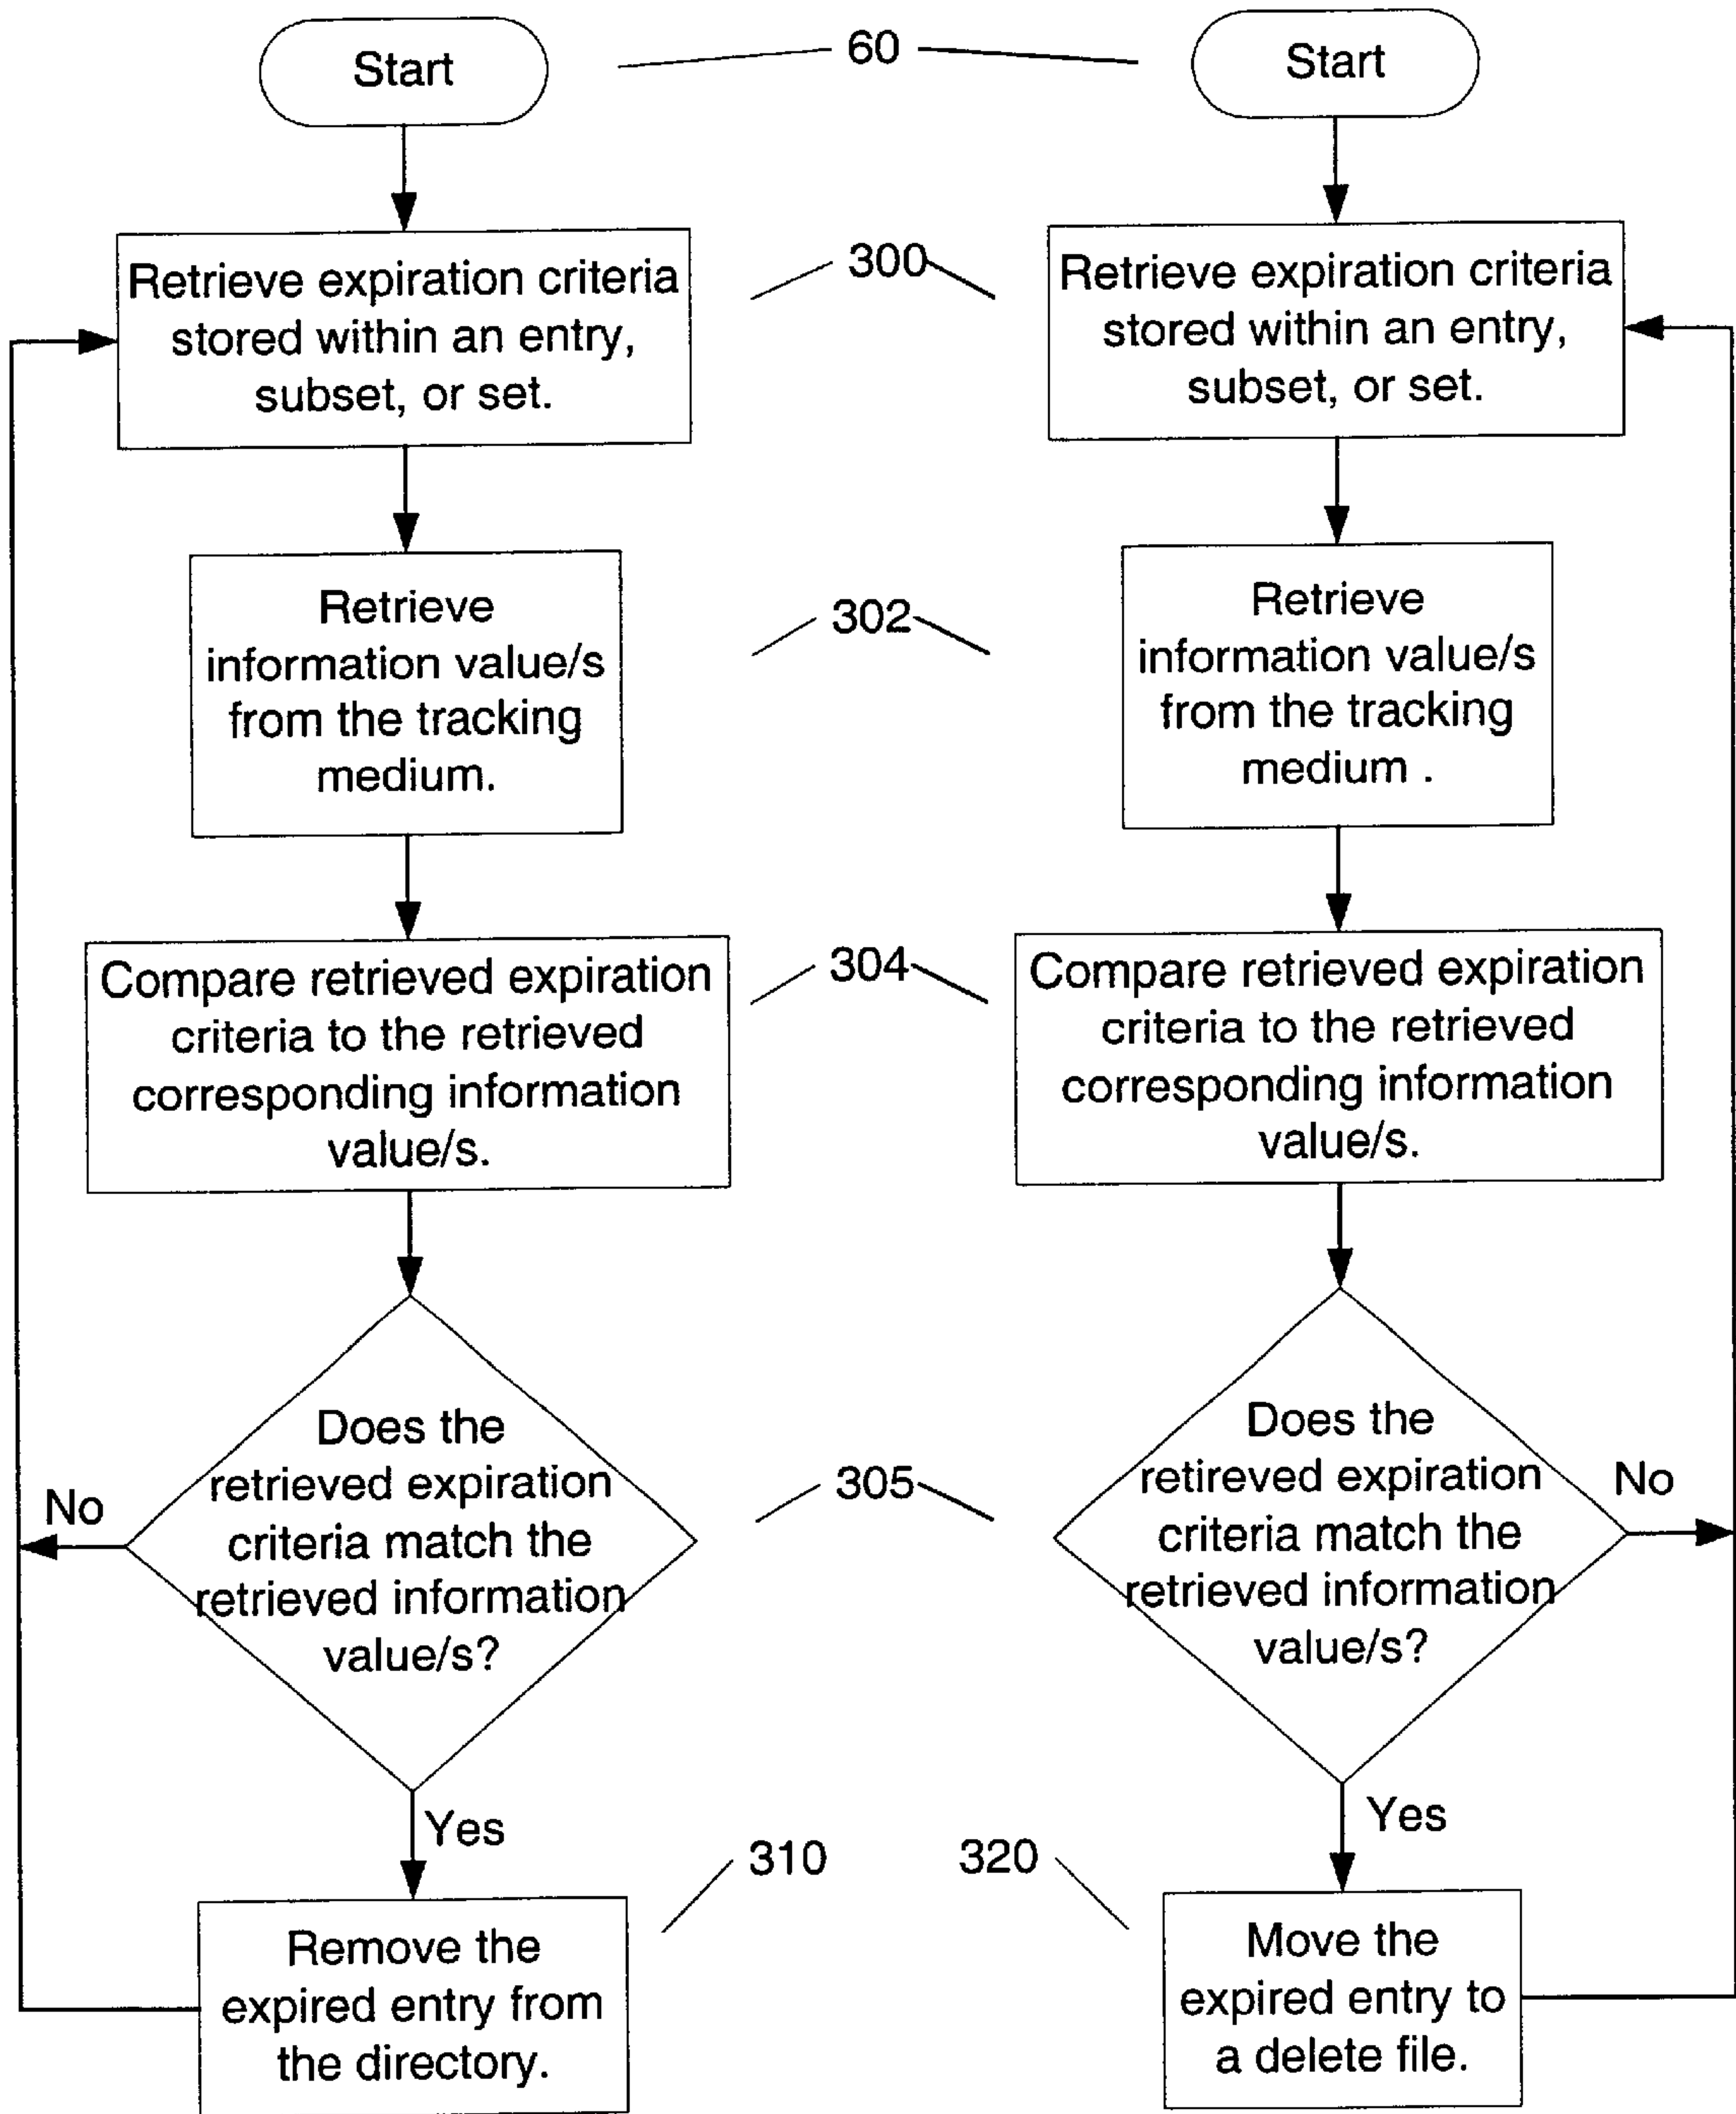 Start
60
Start
Retrieve expiration criteria
stored within an entry,
subset, or set.
300
Retrieve expiration criteria
stored within an entry,
subset, or set.
Retrieve
information value/s
from the tracking
medium.
302
Retrieve
information value/s
from the tracking
medium .
Compare retrieved expiration
criteria to the retrieved
corresponding information
value/s.
304
Compare retrieved expiration
criteria to the retrieved
corresponding information
value/s.
Does the
retrieved expiration
criteria match the
retrieved information
value/s?
No
305
Does the
retireved expiration
criteria match the
retrieved information
value/s?
No
Yes
Yes
310
320
Remove the
expired entry from
the directory.
Move the
expired entry to
a delete file.